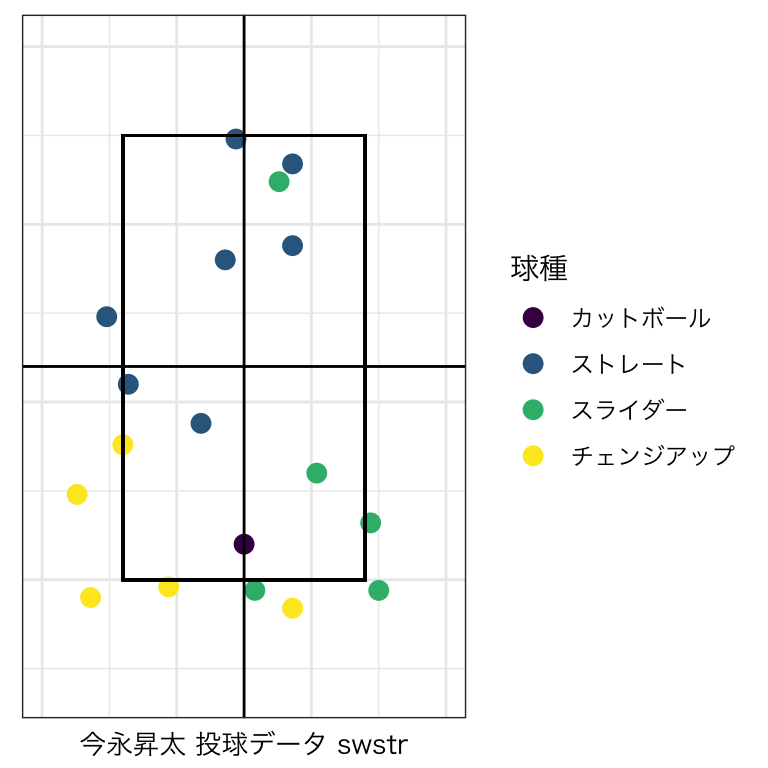 球種
カットボール
ストレート
スライダー
チェンジアップ
今永昇太 投球データ swstr